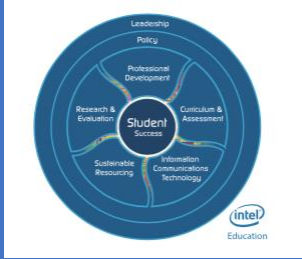 Leadership
Policy
Professional
Development
Research &
Evaluation
Curriculum &
Assessment
Student
Success
Sustainable
Resourcing
Information
Communications
Technology
intel
Education